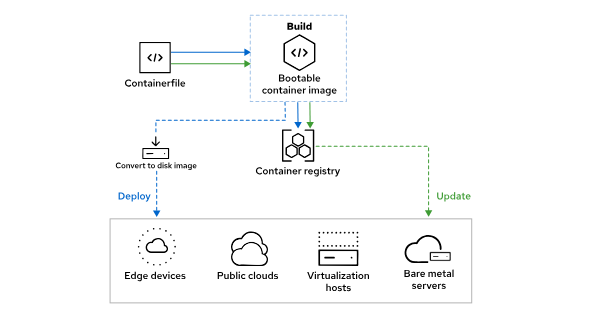 Build
</>
</>
Containerfile
Bootable
container image
Convert to disk image
Container registry
Deploy
Update
Edge devices
Public clouds
Virtualization
hosts
Bare metal
servers